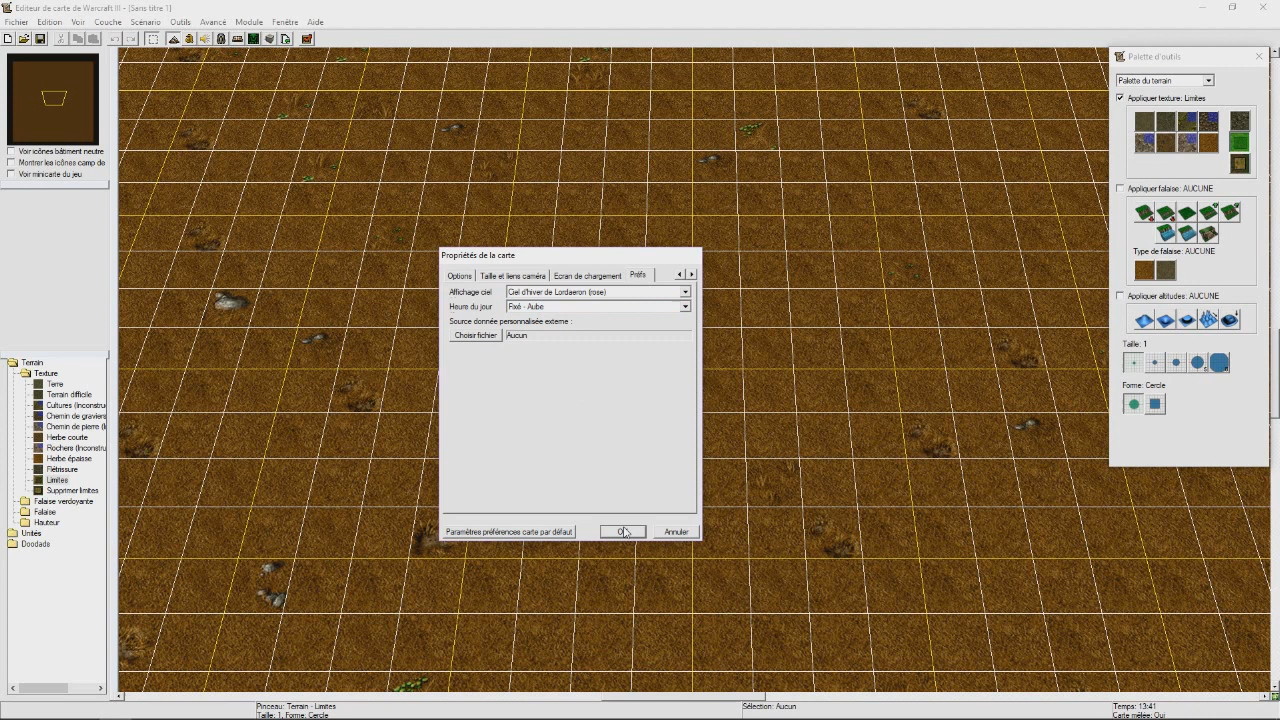 Editeur de carte de Warcraft III - [Sans titre 1]
Fichier Edition Voir Couche Scénario Outils Avancé Module Fenêtre Aide
Voir icônes bâtiment neutre
Montrer les icônes camp de
Voir minicarte du jeu
Terrain
Texture
Terre
Terrain difficile
Cultures (Inconstru
Chemin de graviers
Chemin de pierre (I
Herbe courte
Rochers (Inconstru
Herbe épaisse
Flétrissure
Limites
Supprimer limites
Falaise verdoyante
Falaise
Hauteur
Unités
Doodads
Propriétés de la carte
Options Taille et liens caméra Ecran de chargement Préfs
Affichage ciel Ciel d'hiver de Lordaeron (rose)
Heure du jour Fixé - Aube
Source donnée personnalisée externe :
Choisir fichier Aucun
Paramètres préférences carte par défaut Annuler
Palette d'outils
Palette du terrain
Appliquer texture: Limites
Appliquer falaise: AUCUNE
Type de falaise: AUCUNE
Appliquer altitudes: AUCUNE
Taille: 1
Forme: Cercle
Pinceau: Terrain - Limites
Taille: 1, Forme: Cercle
Sélection: Aucun
Temps: 13:41
Carte mêlée: Oui